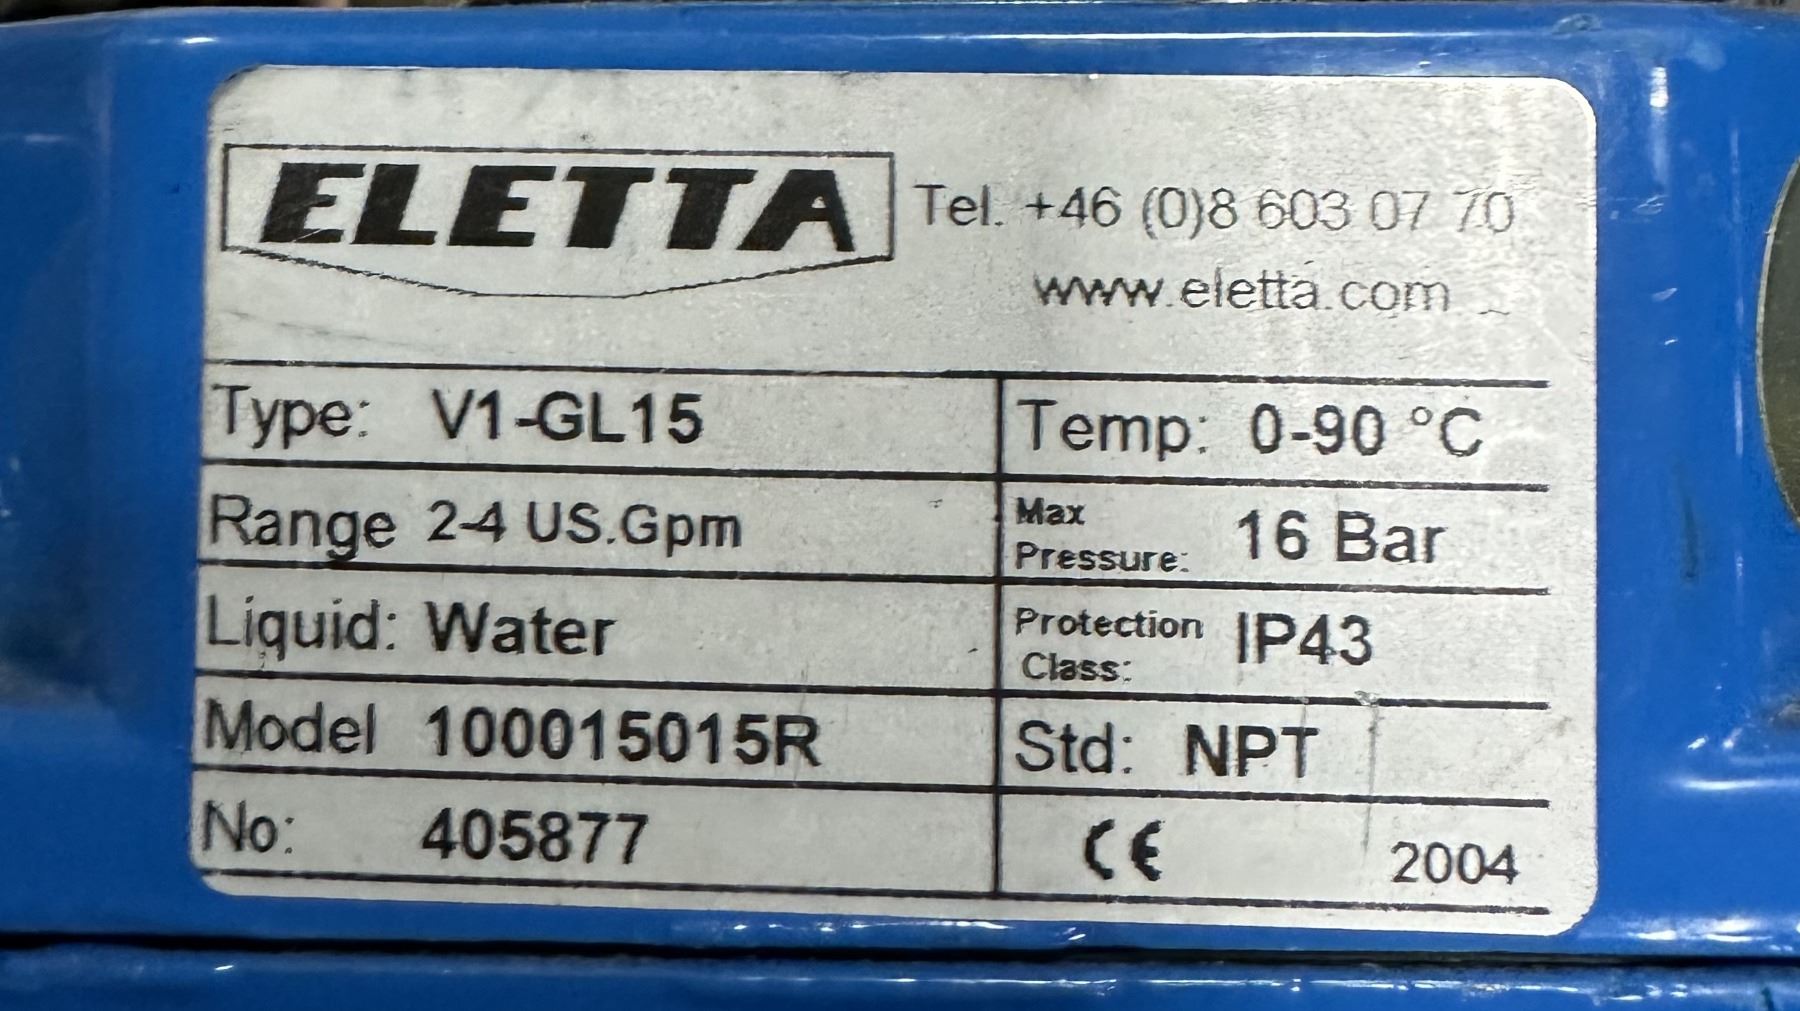 ELETTA
Tel. +46 (0)8 603 07 70
www.eletta.com
Type: V1-GL15
Temp: 0-90 °C
Range 2-4 US.Gpm
Max
Pressure: 16 Bar
Liquid: Water
Protection
Class: IP43
Model 100015015R
Std: NPT
No: 405877
CE 2004